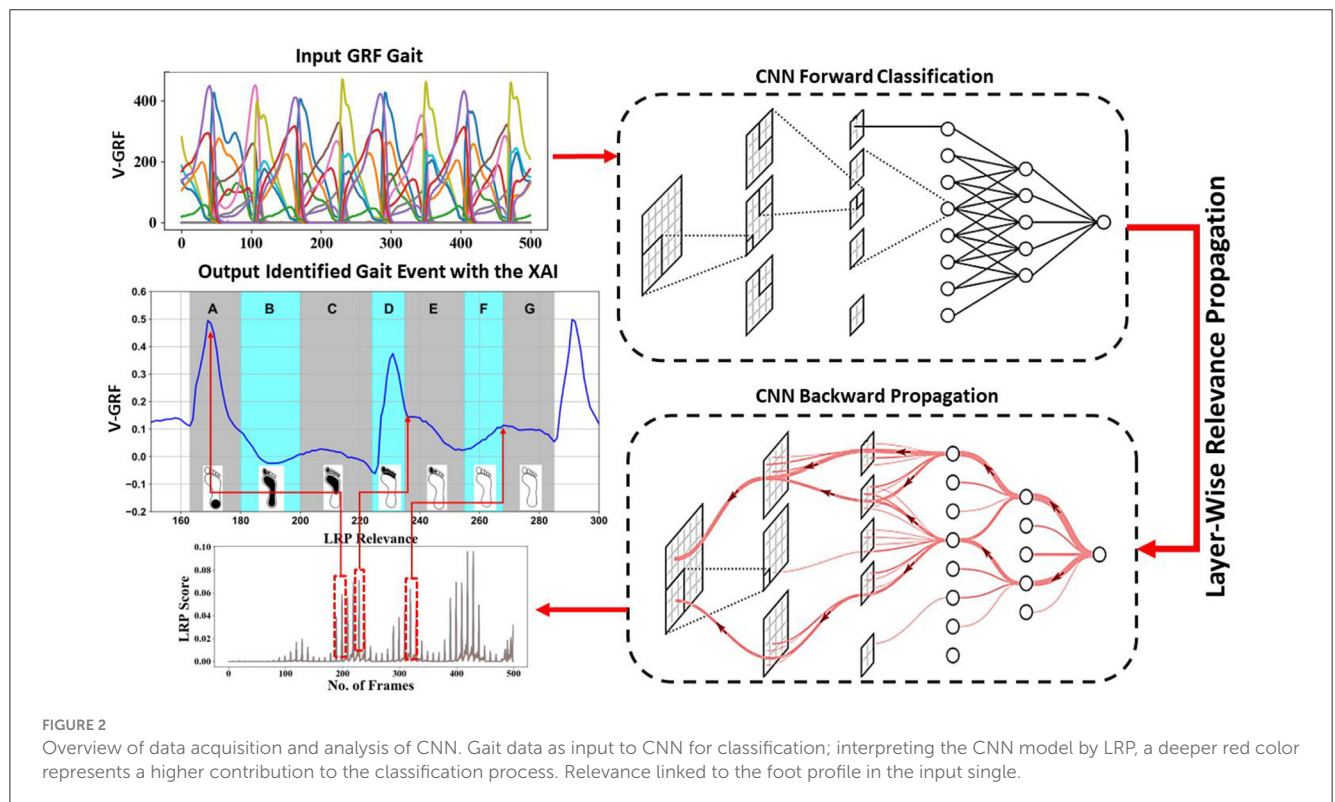 Input GRF Gait
V-GRF
400
200
0
0 100 200 300 400 500
CNN Forward Classification
Output Identified Gait Event with the XAI
V-GRF
0.6
0.5
0.4
0.3
0.2
0.1
0.0
−0.1
−0.2
A B C D E F G
160 180 200 220 240 260 280 300
LRP Relevance
LRP Score
0.10
0.08
0.06
0.04
0.02
0.00
0 100 200 300 400 500
No. of Frames
CNN Backward Propagation
Layer-Wise Relevance Propagation
FIGURE 2
Overview of data acquisition and analysis of CNN. Gait data as input to CNN for classification; interpreting the CNN model by LRP, a deeper red color
represents a higher contribution to the classification process. Relevance linked to the foot profile in the input single.